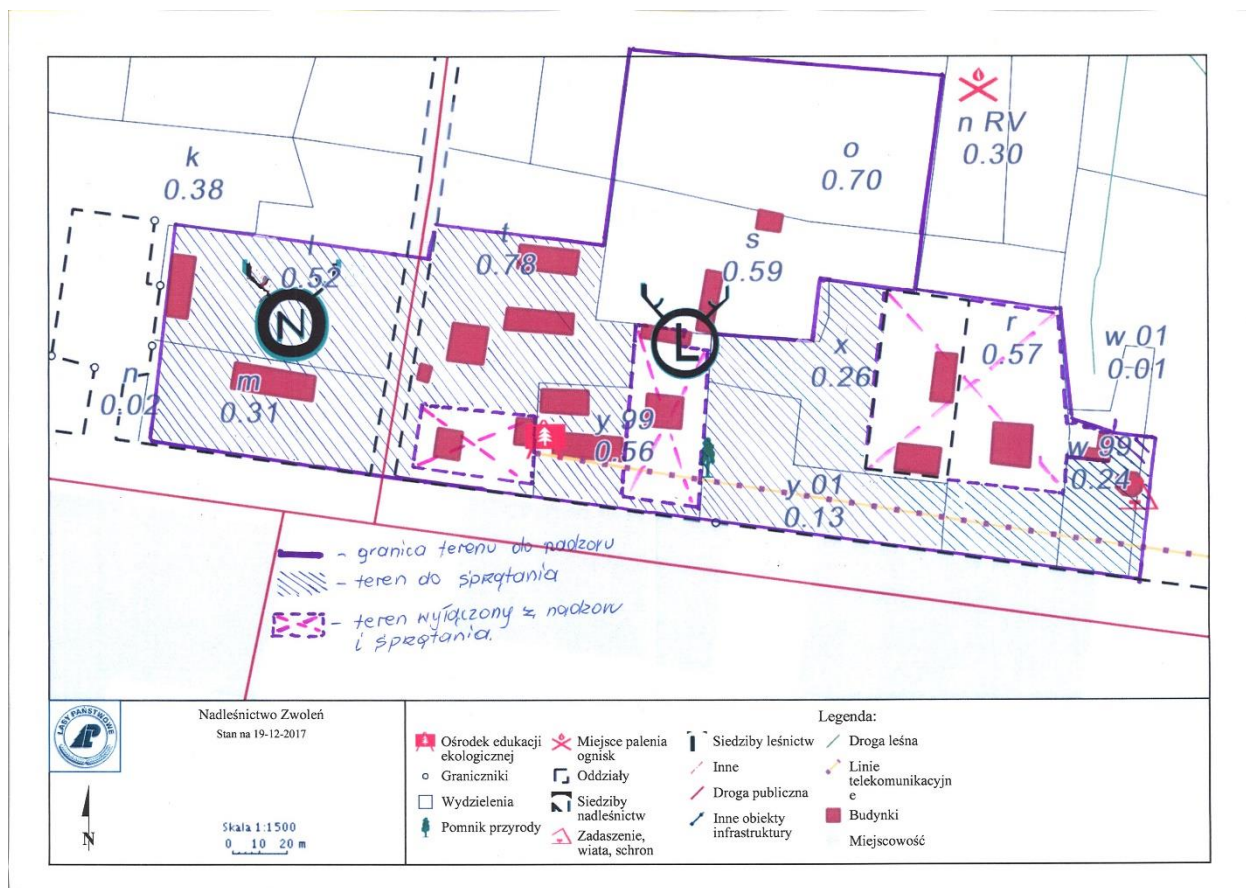 k
0.38
l
0.52
n
0.02
m
0.31
N
t
0.78
o
0.70
s
0.59
n RV
0.30
L
x
0.26
r
0.57
w 01
0.01
y 99
0.56
w 99
0.24
y 01
0.13
- granica terenu do nadzoru
- teren do sprzątania
- teren wyłączony z nadzoru
i sprzątania.
LASY PAŃSTWOWE
Nadleśnictwo Zwoleń
Stan na 19-12-2017
N
Skala 1:1500
0 10 20 m
Legenda:
Ośrodek edukacji
ekologicznej
Graniczniki
Wydzielenia
Pomnik przyrody
Miejsce palenia
ognisk
Oddziały
Siedziby
nadleśnictw
Zadaszenie,
wiata, schron
Siedziby leśnictw
Inne
Droga publiczna
Inne obiekty
infrastruktury
Droga leśna
Linie
telekomunikacyjn
e
Budynki
Miejscowość